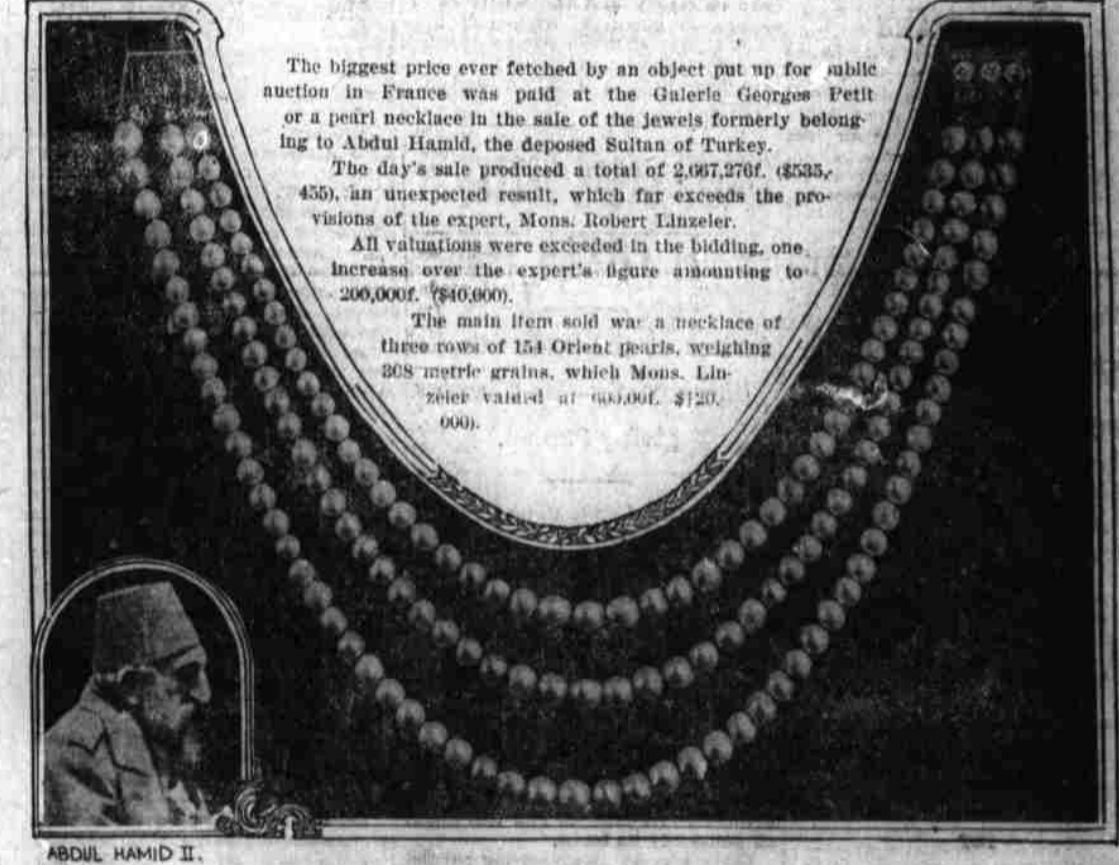 The biggest price ever fetched by an object put up for public
auction in France was paid at the Galerie Georges Petit
or a pearl necklace in the sale of the jewels formerly belong-
ing to Abdul Hamid, the deposed Sultan of Turkey.
The day's sale produced a total of 2,667,276f. ($535,-
455), an unexpected result, which far exceeds the pro-
visions of the expert, Mons. Robert Linzeler.
All valuations were exceeded in the bidding, one
increase over the expert's figure amounting to
200,000f. ($40,000).
The main item sold was a necklace of
three rows of 154 Orient pearls, weighing
metric grains, which Mons. Lin-
zeler valued at $120,
000).
ABDUL HAMID II.